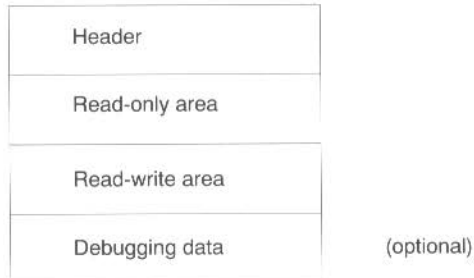 Header
Read-only area
Read-write area
Debugging data (optional)